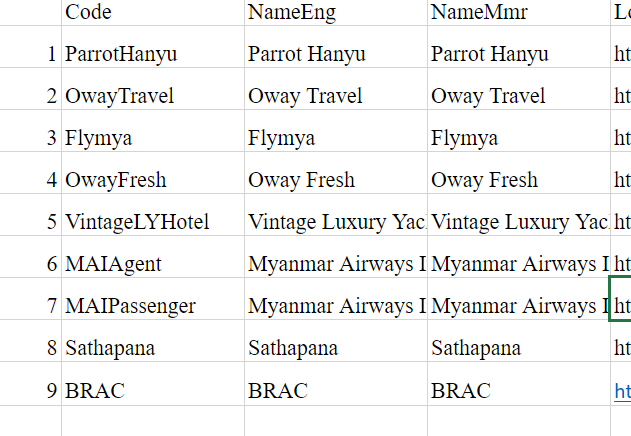 Code NameEng NameMmr
1 ParrotHanyu Parrot Hanyu Parrot Hanyu ht
2 OwayTravel Oway Travel Oway Travel ht
3 Flymya Flymya Flymya ht
4 OwayFresh Oway Fresh Oway Fresh ht
5 VintageLYHotel Vintage Luxury Yac Vintage Luxury Yac ht
6 MAIAgent Myanmar Airways I Myanmar Airways I ht
7 MAIPassenger Myanmar Airways I Myanmar Airways I ht
8 Sathapana Sathapana Sathapana ht
9 BRAC BRAC BRAC ht